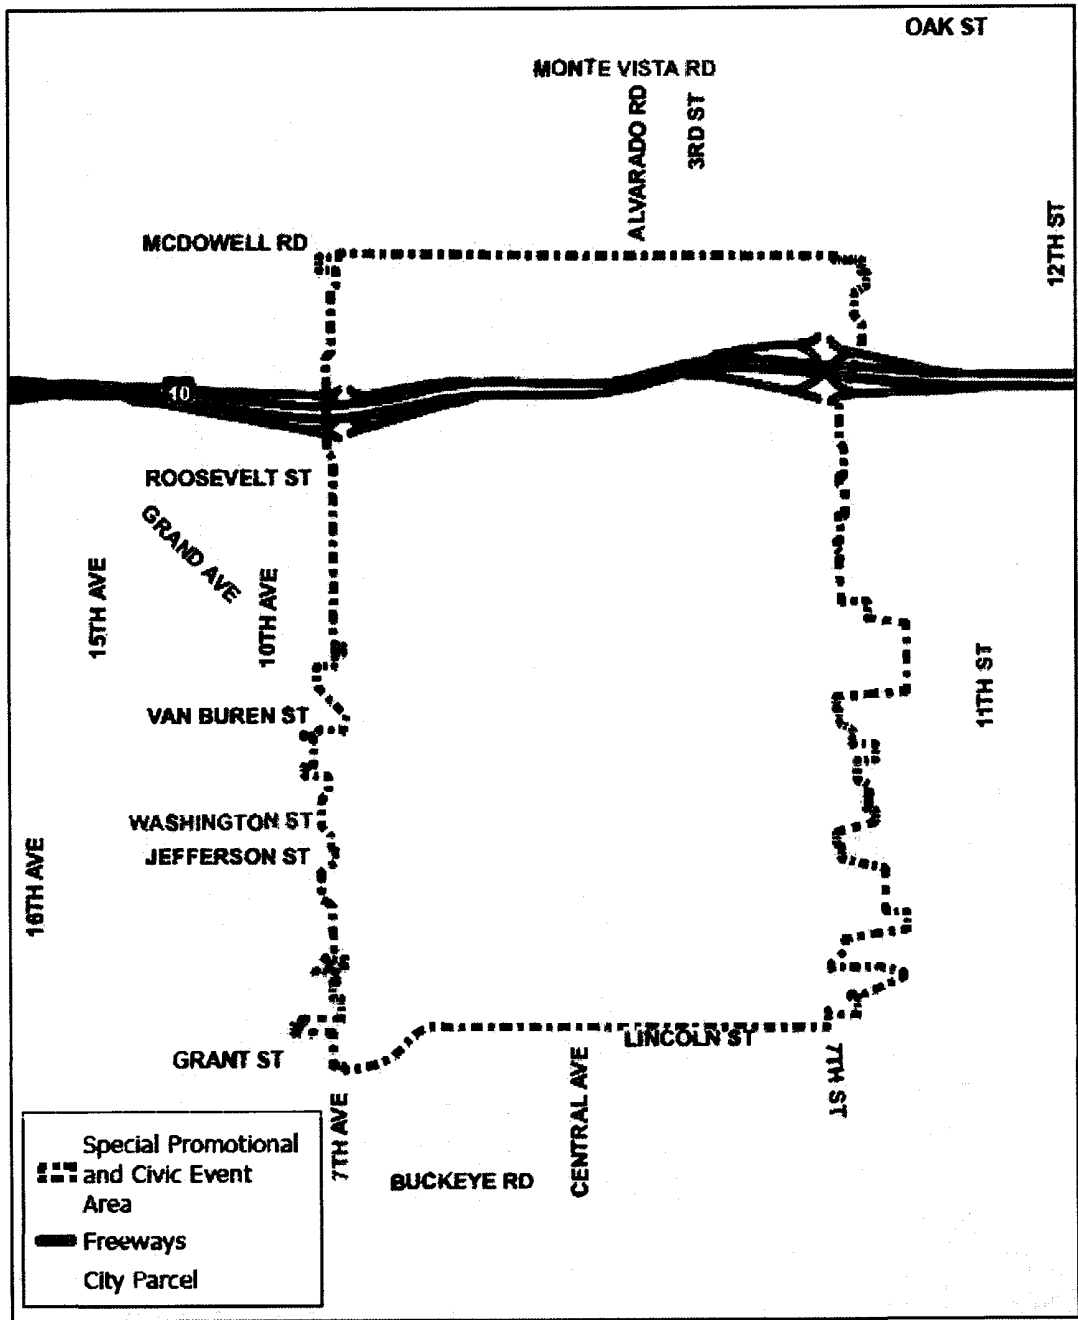 OAK ST
MONTE VISTA RD
ALVARADO RD
3RD ST
12TH ST
MCDOWELL RD
10
ROOSEVELT ST
GRAND AVE
15TH AVE
10TH AVE
11TH ST
VAN BUREN ST
WASHINGTON ST
JEFFERSON ST
16TH AVE
LINCOLN ST
GRANT ST
7TH AVE
CENTRAL AVE
7TH ST
BUCKEYE RD
Special Promotional
and Civic Event
Area
Freeways
City Parcel